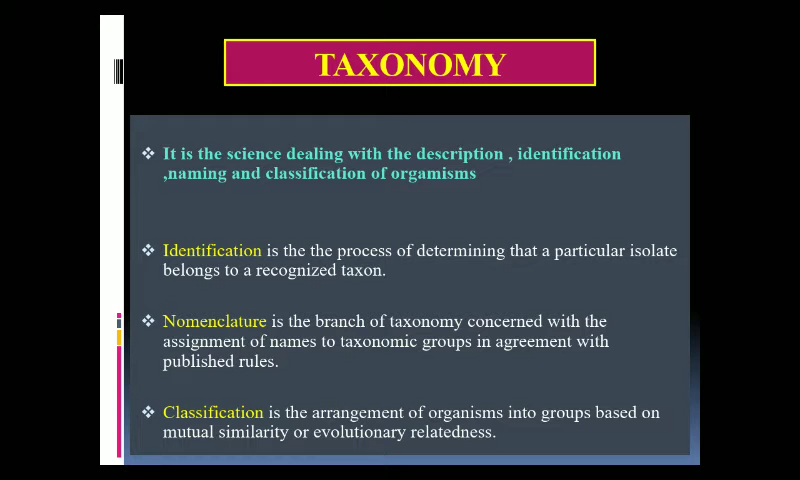 TAXONOMY
❖ It is the science dealing with the description , identification
,naming and classification of orgamisms
❖ Identification is the the process of determining that a particular isolate
belongs to a recognized taxon.
❖ Nomenclature is the branch of taxonomy concerned with the
assignment of names to taxonomic groups in agreement with
published rules.
❖ Classification is the arrangement of organisms into groups based on
mutual similarity or evolutionary relatedness.